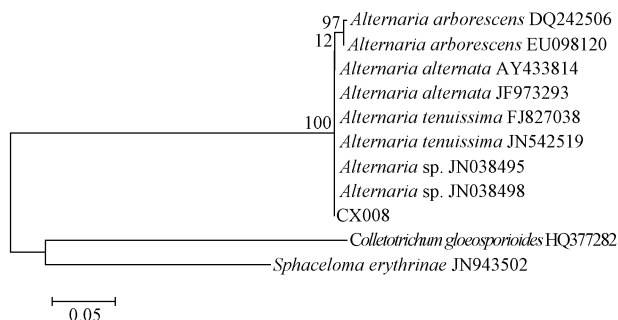 97
Alternaria arborescens DQ242506
12
Alternaria arborescens EU098120
Alternaria alternata AY433814
Alternaria alternata JF973293
100
Alternaria tenuissima FJ827038
Alternaria tenuissima JN542519
Alternaria sp. JN038495
Alternaria sp. JN038498
CX008
Colletotrichum gloeosporioides HQ377282
Sphaceloma erythrinae JN943502
0.05